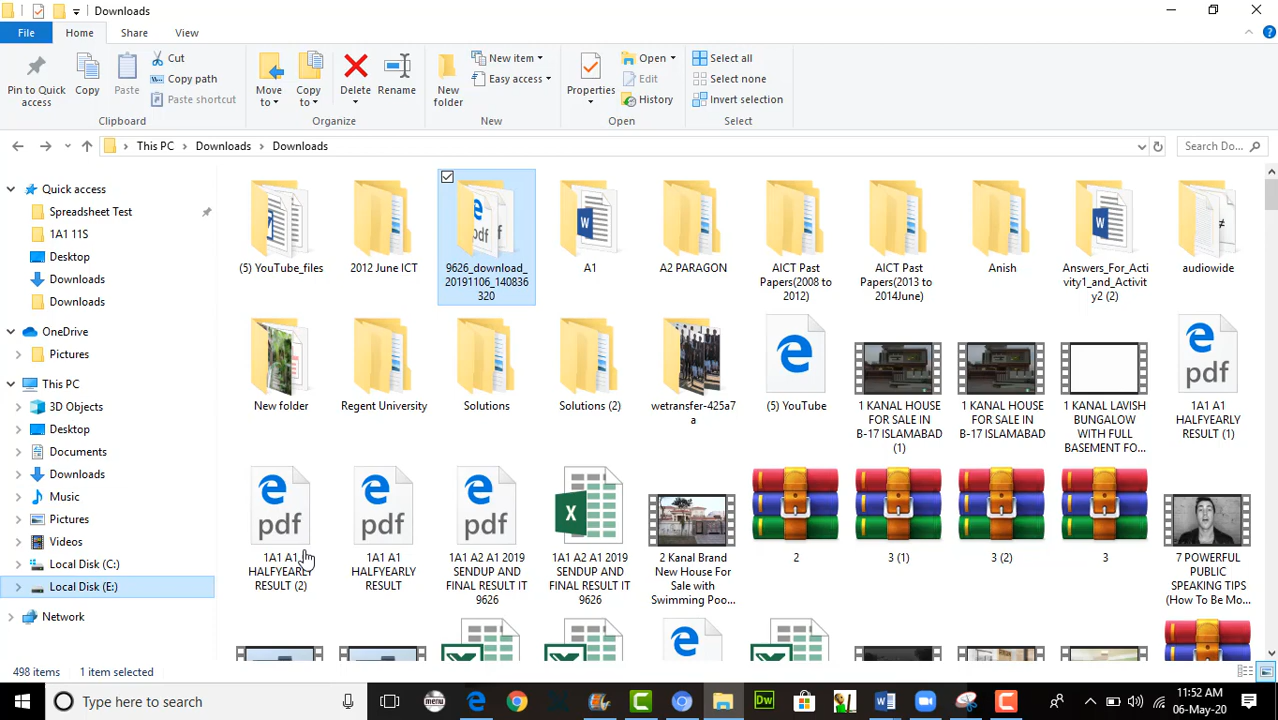 Downloads
File
Home
Share
View
Pin to Quick
access
Copy
Paste
Cut
Copy path
Paste shortcut
Clipboard
Move
to
Copy
to
Delete
Rename
Organize
New
folder
New item
Easy access
New
Properties
Open
Edit
History
Open
Select all
Select none
Invert selection
Select
This PC
Downloads
Downloads
Search Do...
Quick access
Spreadsheet Test
1A1 11S
Desktop
Downloads
Downloads
OneDrive
Pictures
This PC
3D Objects
Desktop
Documents
Downloads
Music
Pictures
Videos
Local Disk (C:)
Local Disk (E:)
Network
(5) YouTube_files
2012 June ICT
9626_download_
20191106_140836
320
A1
A2 PARAGON
AICT Past
Papers(2008 to
2012)
AICT Past
Papers(2013 to
2014June)
Anish
Answers_For_Ac
tivity1_and_Activit
y2 (2)
audiowide
New folder
Regent University
Solutions
Solutions (2)
wetransfer-425a7
a
(5) YouTube
1 KANAL HOUSE
FOR SALE IN
B-17 ISLAMABAD
(1)
1 KANAL HOUSE
FOR SALE IN
B-17 ISLAMABAD
1 KANAL LAVISH
BUNGALOW
WITH FULL
BASEMENT FO...
pdf
1A1 A1
HALFYEARLY
RESULT (1)
pdf
1A1 A1
HALFYEARLY
RESULT (2)
pdf
1A1 A1
HALFYEARLY
RESULT
pdf
1A1 A2 A1 2019
SENDUP AND
FINAL RESULT IT
9626
1A1 A2 A1 2019
SENDUP AND
FINAL RESULT IT
9626
2 Kanal Brand
New House For
Sale with
Swimming Poo...
2
3 (1)
3 (2)
3
7 POWERFUL
PUBLIC
SPEAKING TIPS
(How To Be Mo...
498 items
1 item selected
Type here to search
menu
Dw
11:52 AM
06-May-20